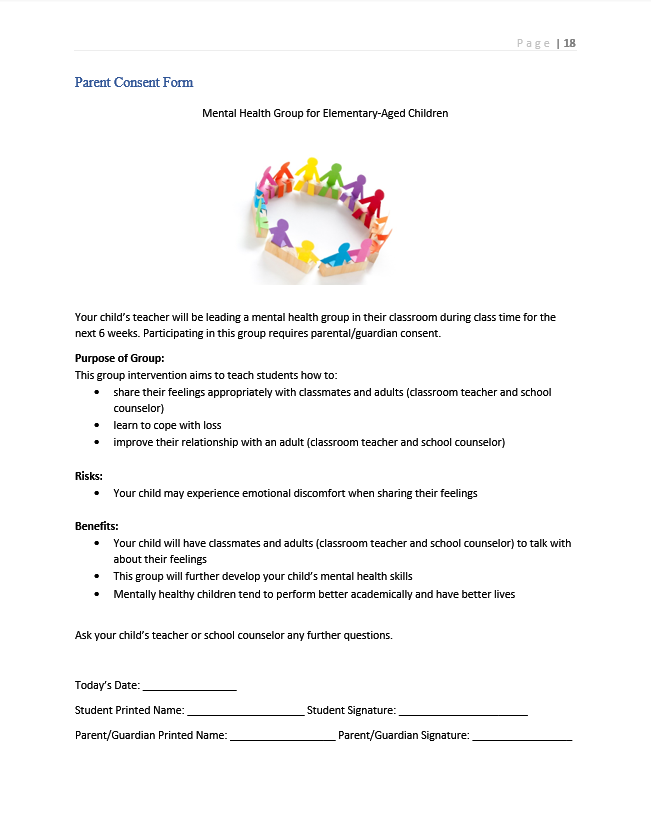 Page | 18
Parent Consent Form
Mental Health Group for Elementary-Aged Children
Your child's teacher will be leading a mental health group in their classroom during class time for the
next 6 weeks. Participating in this group requires parental/guardian consent.
Purpose of Group:
This group intervention aims to teach students how to:
• share their feelings appropriately with classmates and adults (classroom teacher and school
counselor)
• learn to cope with loss
• improve their relationship with an adult (classroom teacher and school counselor)
Risks:
• Your child may experience emotional discomfort when sharing their feelings
Benefits:
• Your child will have classmates and adults (classroom teacher and school counselor) to talk with
about their feelings
• This group will further develop your child's mental health skills
• Mentally healthy children tend to perform better academically and have better lives
Ask your child's teacher or school counselor any further questions.
Today's Date: ________________
Student Printed Name: ____________________ Student Signature: ______________________
Parent/Guardian Printed Name: __________________ Parent/Guardian Signature: _________________